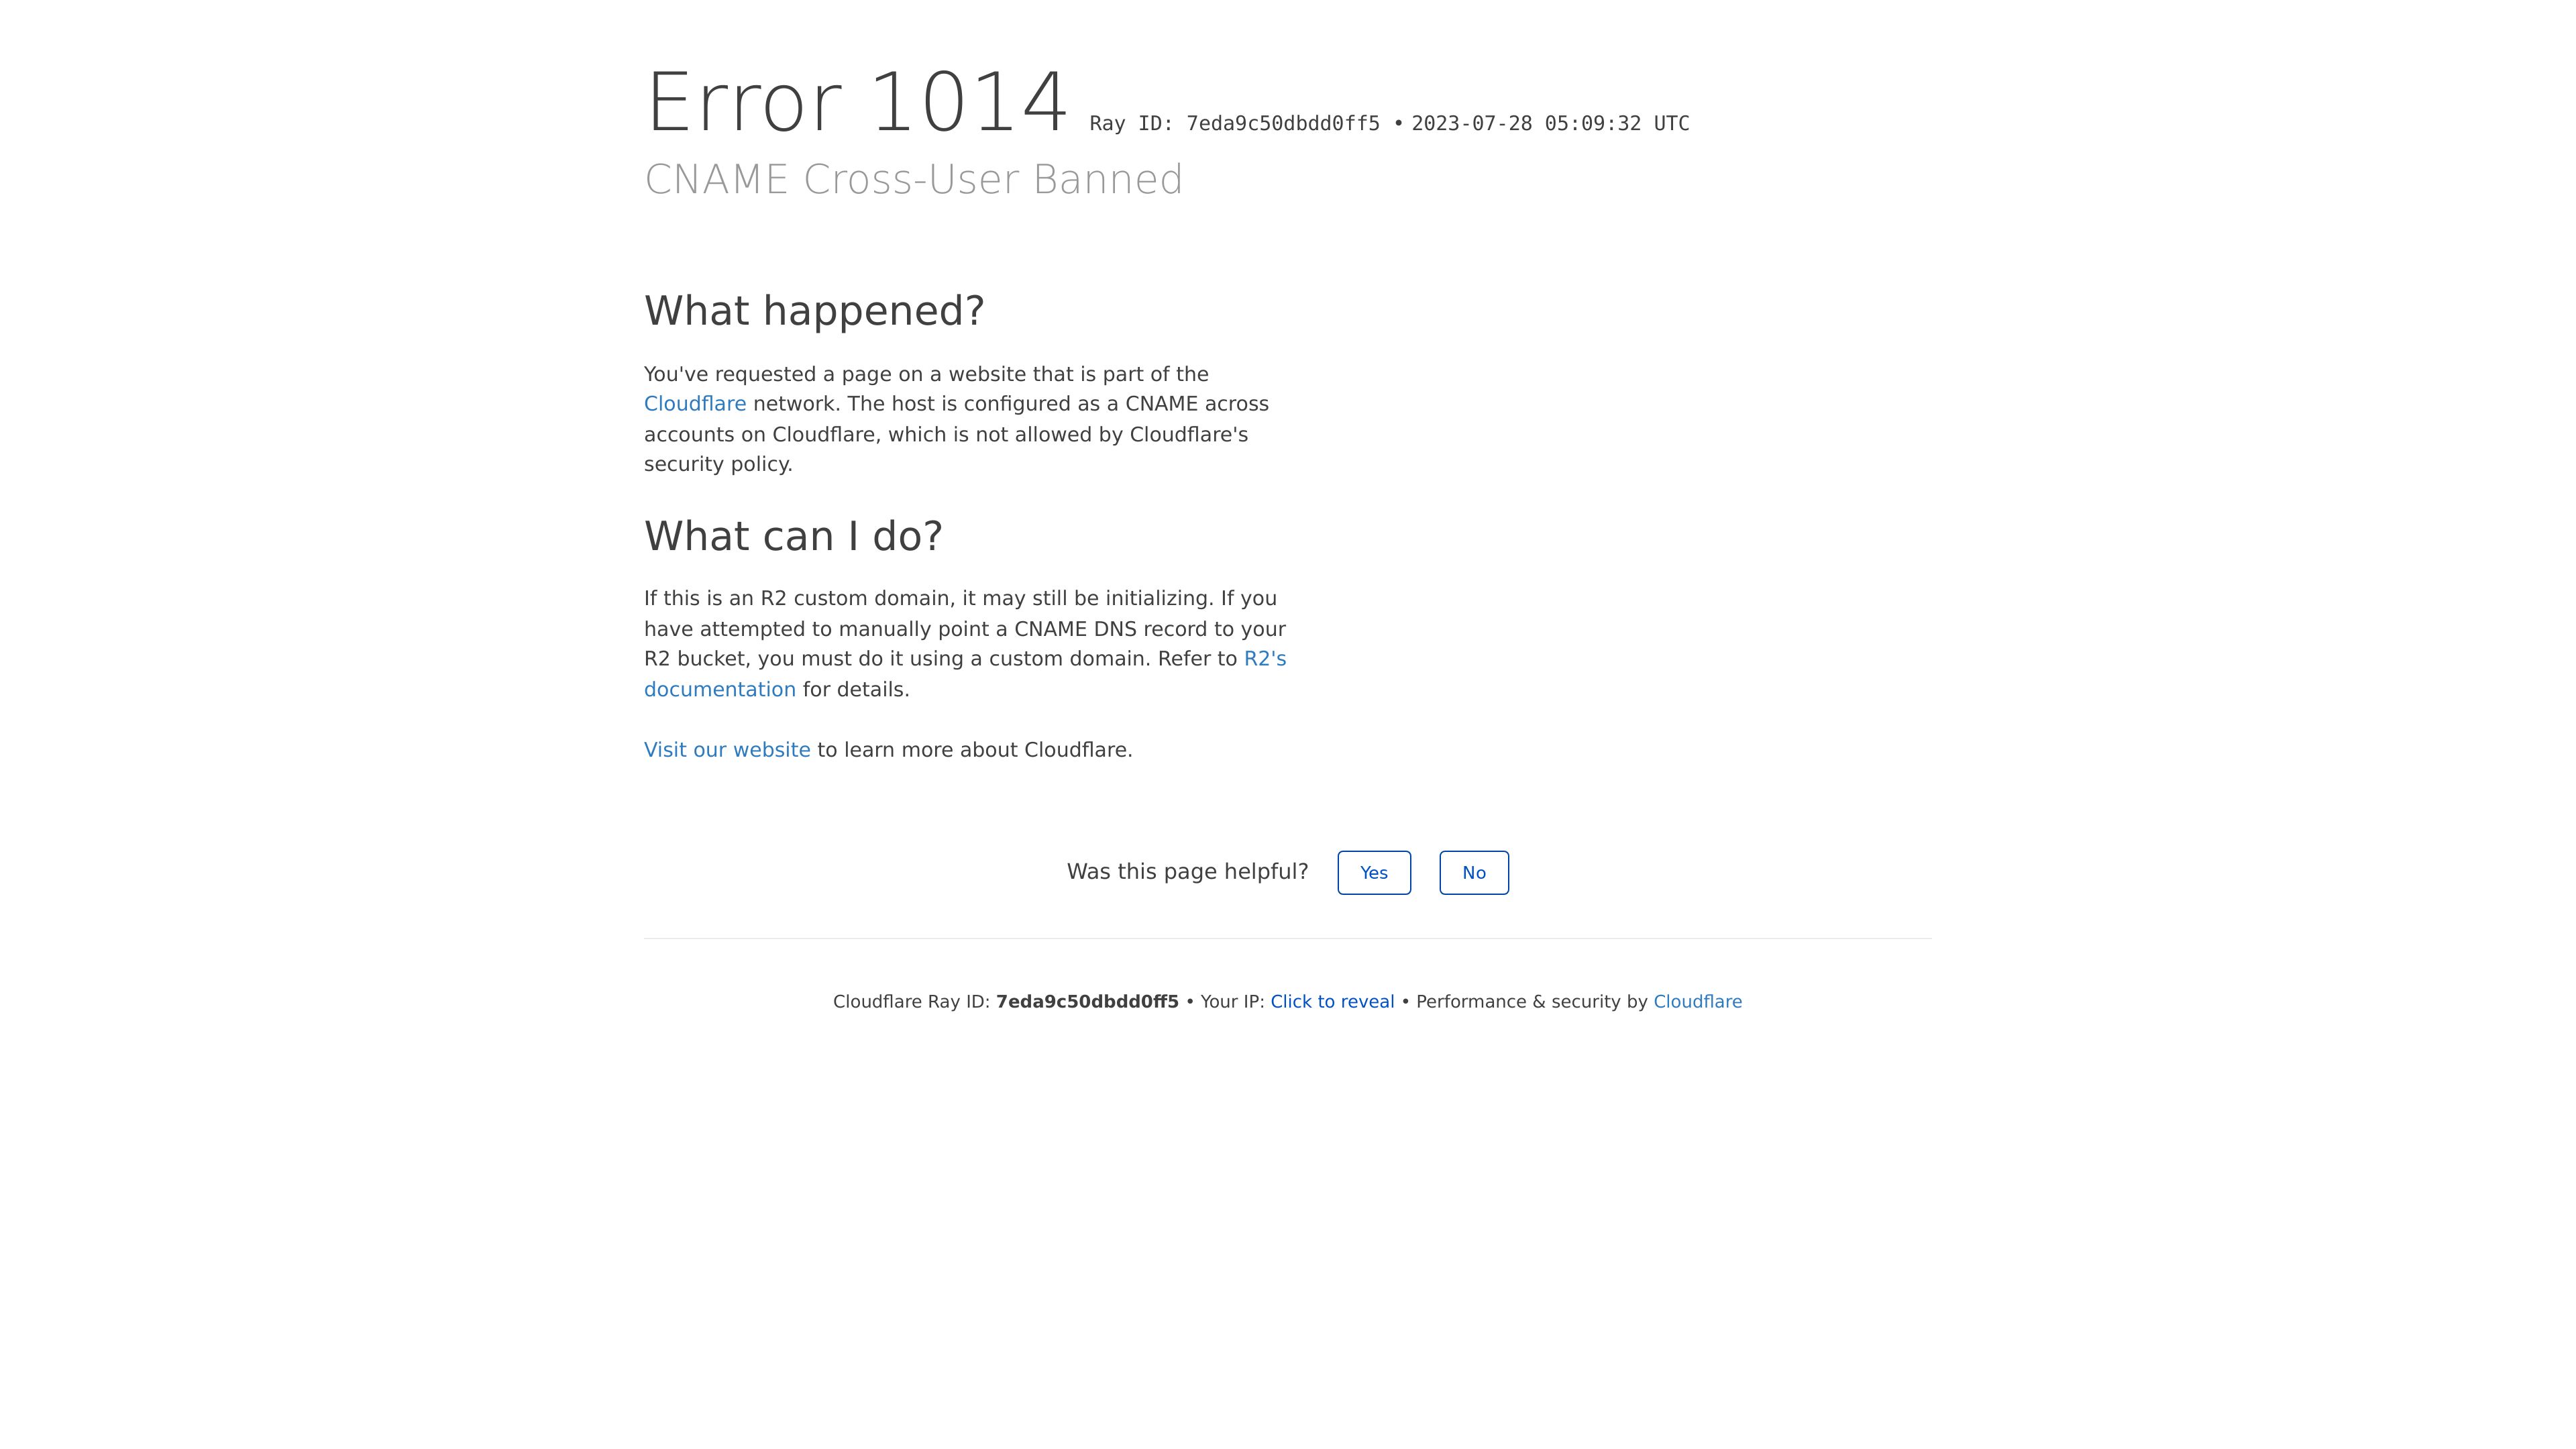 Error 1014 Ray ID: 7eda9c50dbdd0ff5 • 2023-07-28 05:09:32 UTC
CNAME Cross-User Banned
What happened?
You've requested a page on a website that is part of the
Cloudflare network. The host is configured as a CNAME across
accounts on Cloudflare, which is not allowed by Cloudflare's
security policy.
What can I do?
If this is an R2 custom domain, it may still be initializing. If you
have attempted to manually point a CNAME DNS record to your
R2 bucket, you must do it using a custom domain. Refer to R2's
documentation for details.
Visit our website to learn more about Cloudflare.
Was this page helpful? Yes No
Cloudflare Ray ID: 7eda9c50dbdd0ff5 • Your IP: Click to reveal • Performance & security by Cloudflare